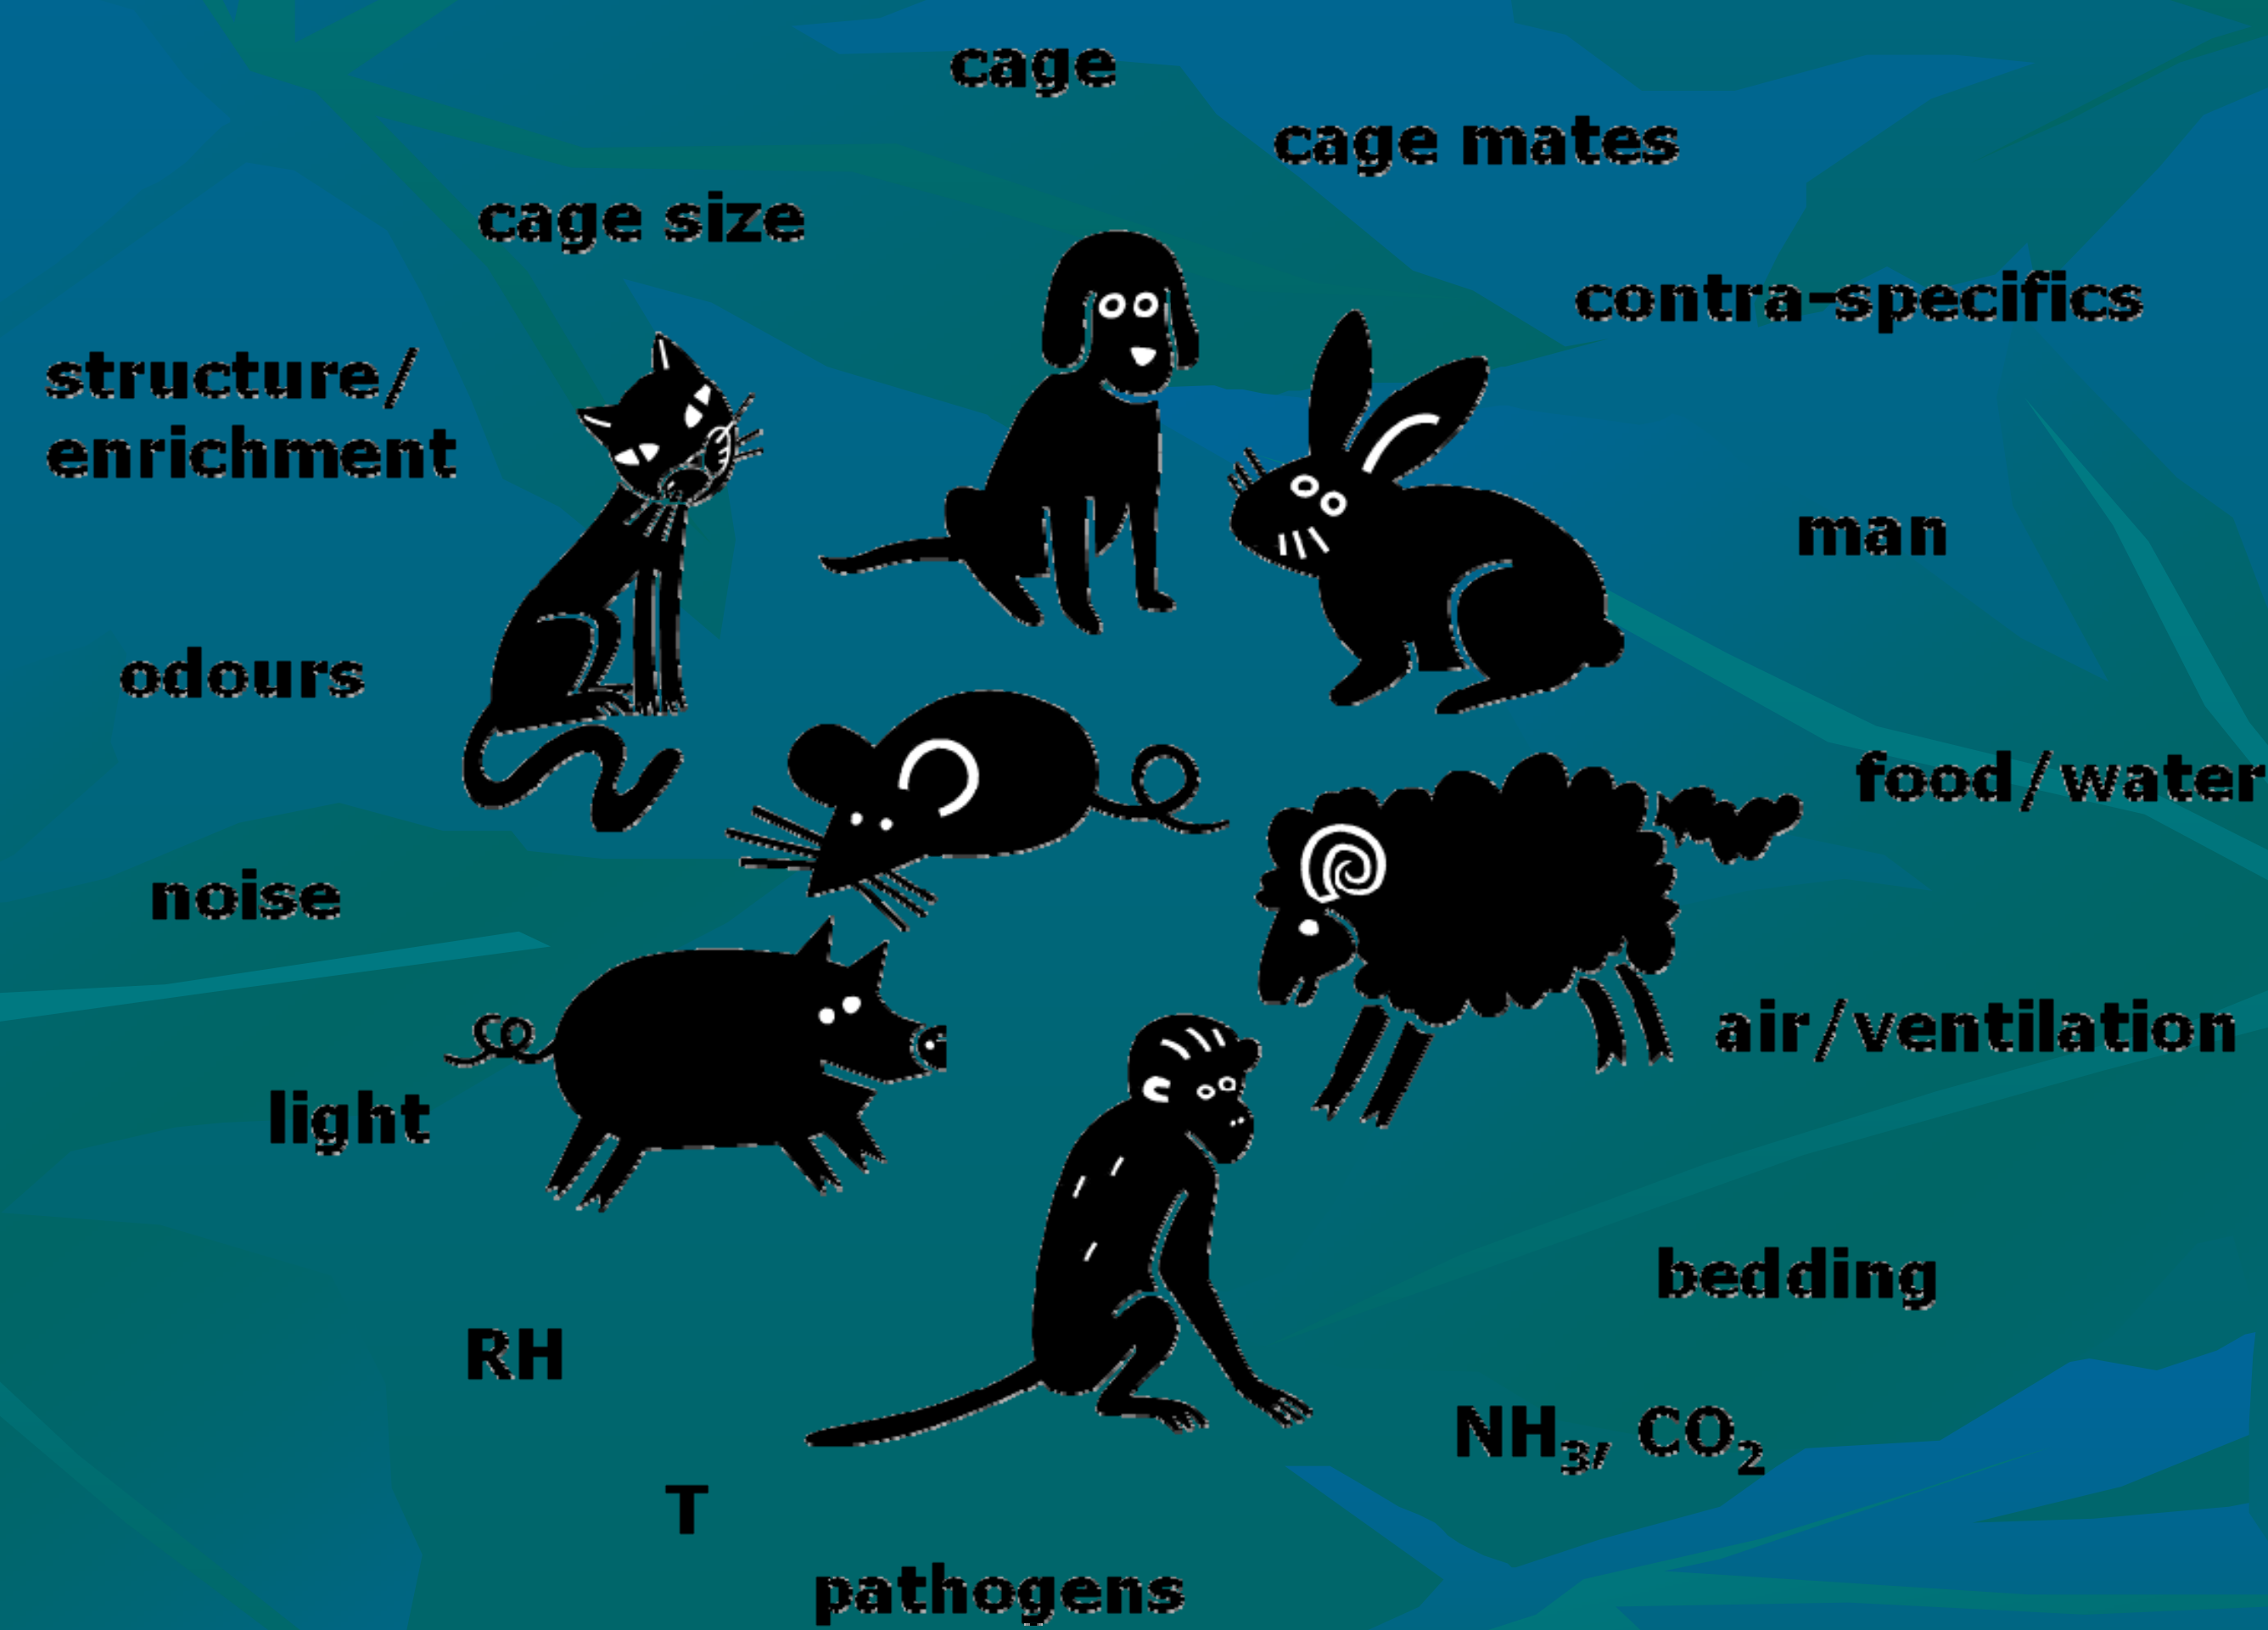 cage
cage mates
cage size
contra-specifics
structure/
enrichment
man
odours
food/water
noise
air/ventilation
light
bedding
RH
NH₃, CO₂
T
pathogens